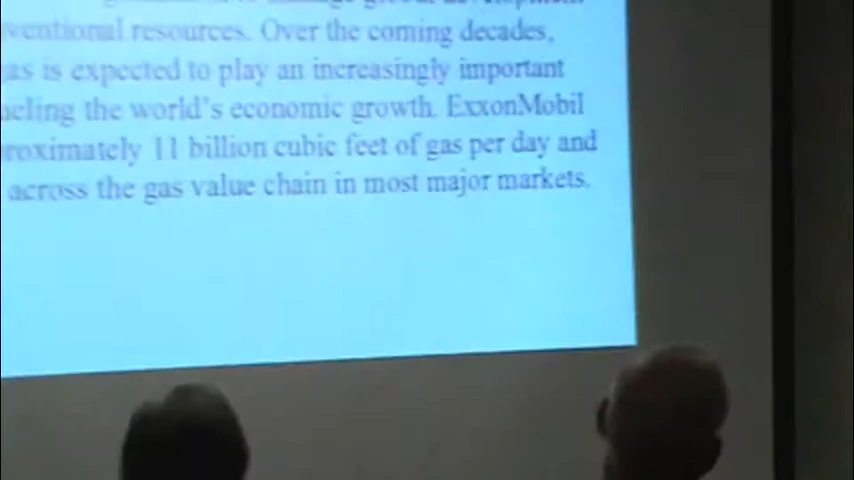 ventional resources. Over the coming decades,
as is expected to play an increasingly important
eling the world's economic growth. ExxonMobil
roximately 11 billion cubic feet of gas per day and
across the gas value chain in most major markets.